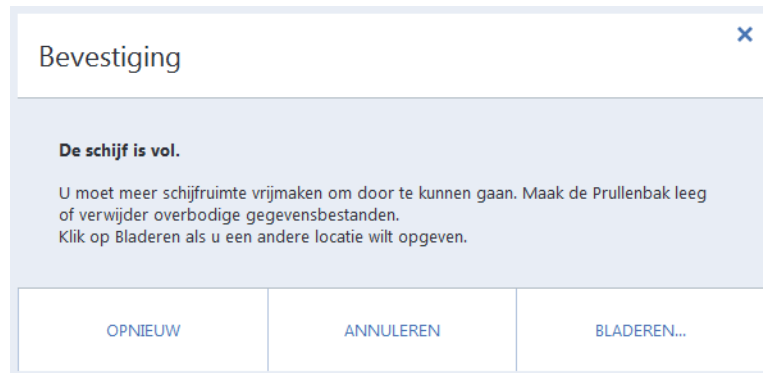 Bevestiging
De schijf is vol.
U moet meer schijfruimte vrijmaken om door te kunnen gaan. Maak de Prullenbak leeg
of verwijder overbodige gegevensbestanden.
Klik op Bladeren als u een andere locatie wilt opgeven.
OPNIEUW
ANNULEREN
BLADEREN...